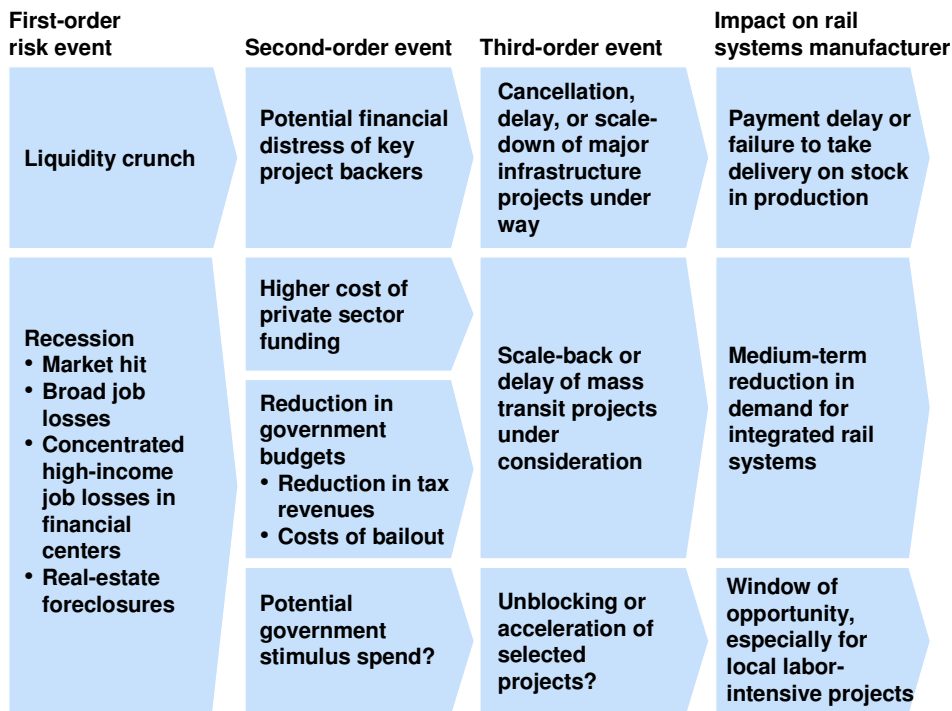 First-order
risk event
Second-order event
Third-order event
Impact on rail
systems manufacturer
Liquidity crunch
Potential financial
distress of key
project backers
Cancellation,
delay, or scale-
down of major
infrastructure
projects under
way
Payment delay or
failure to take
delivery on stock
in production
Recession
• Market hit
• Broad job
losses
• Concentrated
high-income
job losses in
financial
centers
• Real-estate
foreclosures
Higher cost of
private sector
funding
Reduction in
government
budgets
• Reduction in tax
revenues
• Costs of bailout
Scale-back or
delay of mass
transit projects
under
consideration
Medium-term
reduction in
demand for
integrated rail
systems
Potential
government
stimulus spend?
Unblocking or
acceleration of
selected
projects?
Window of
opportunity,
especially for
local labor-
intensive projects